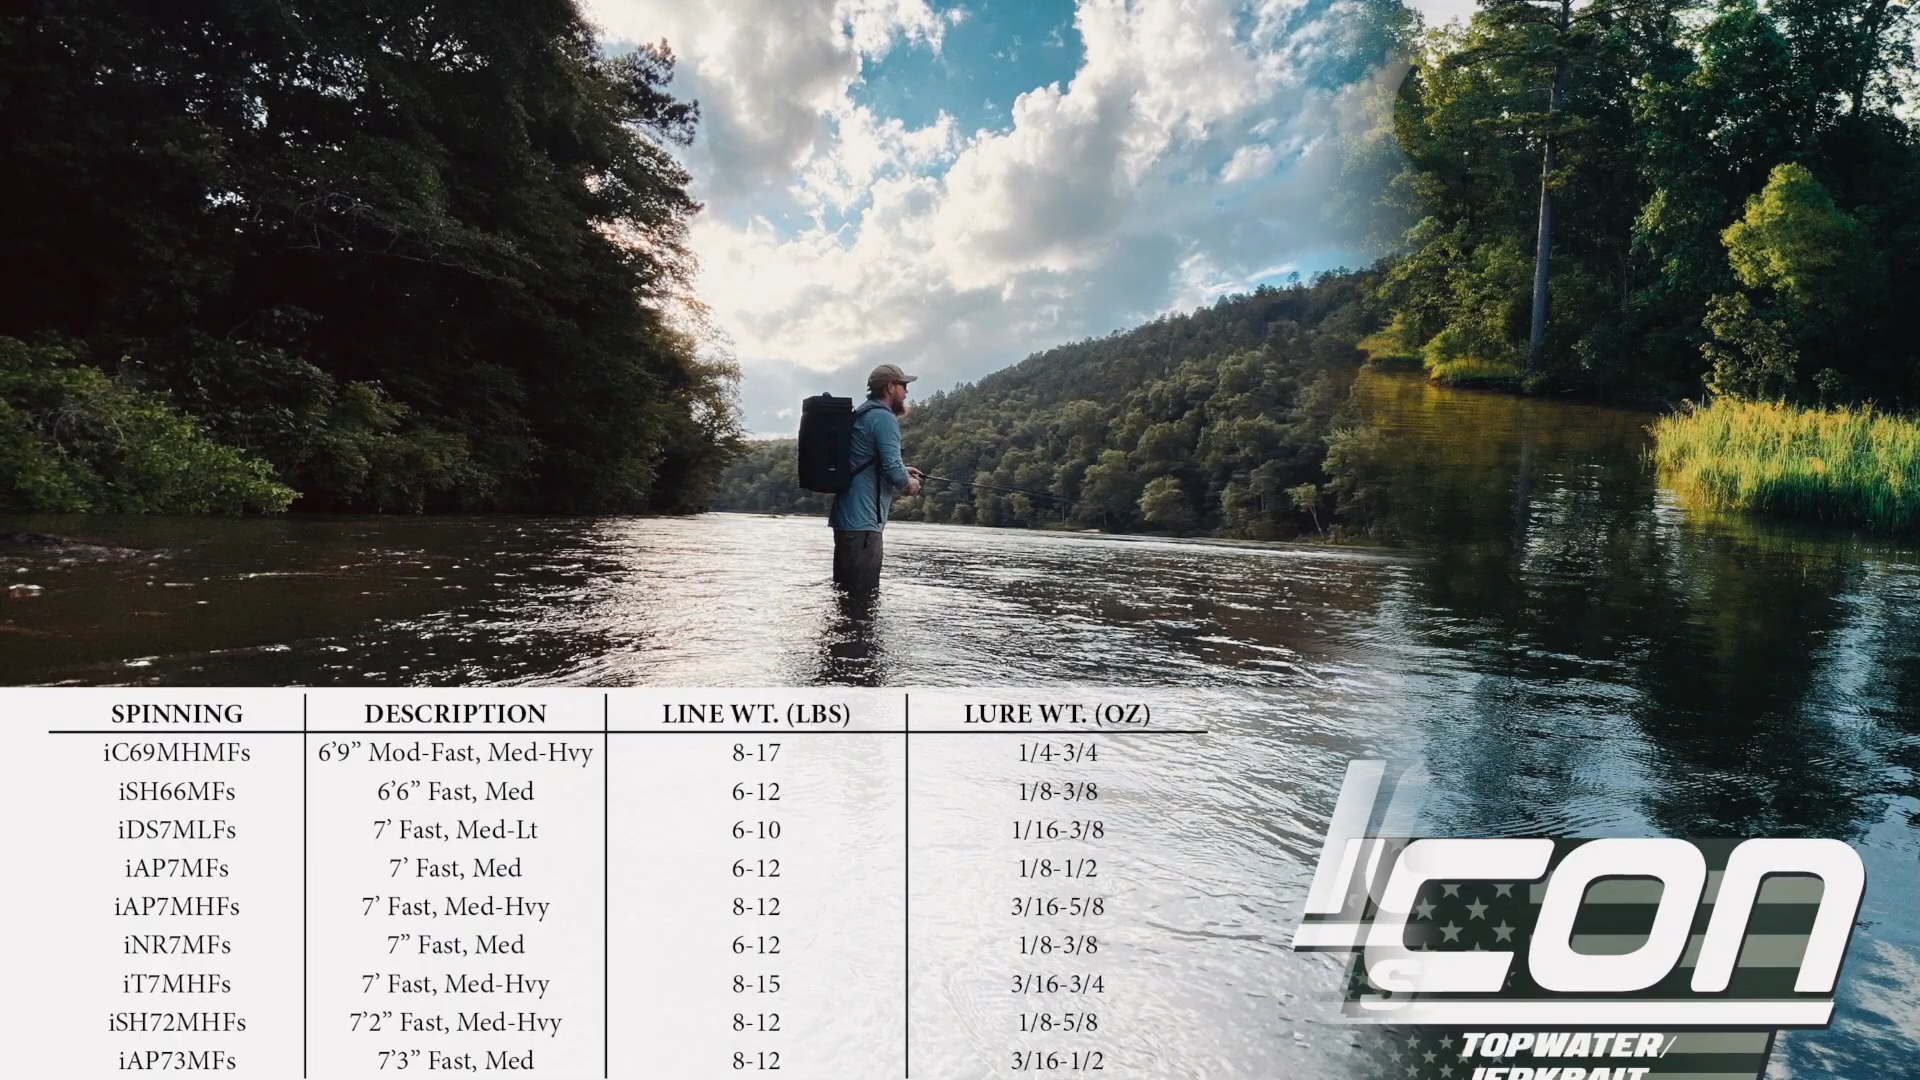 SPINNING DESCRIPTION LINE WT. (LBS) LURE WT. (OZ)
iC69MHMFs 6’9” Mod-Fast, Med-Hvy 8-17 1/4-3/4
iSH66MFs 6’6” Fast, Med 6-12 1/8-3/8
iDS7MLFs 7’ Fast, Med-Lt 6-10 1/16-3/8
iAP7MFs 7’ Fast, Med 6-12 1/8-1/2
iAP7MHFs 7’ Fast, Med-Hvy 8-12 3/16-5/8
iNR7MFs 7” Fast, Med 6-12 1/8-3/8
iT7MHFs 7’ Fast, Med-Hvy 8-15 3/16-3/4
iSH72MHFs 7’2” Fast, Med-Hvy 8-12 1/8-5/8
iAP73MFs 7’3” Fast, Med 8-12 3/16-1/2
ICON
TOPWATER/
JERKBAIT